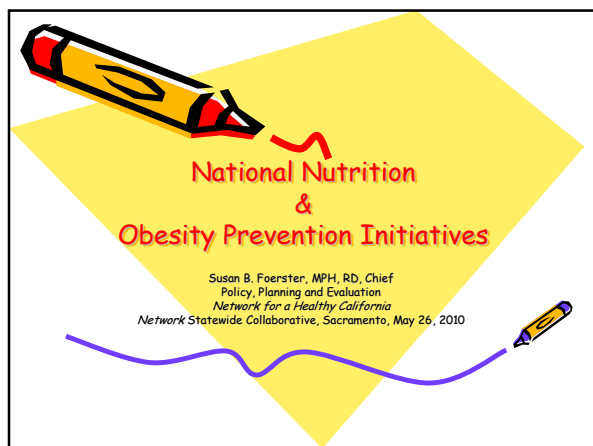 National Nutrition
&
Obesity Prevention Initiatives
Susan B. Foerster, MPH, RD, Chief
Policy, Planning and Evaluation
Network for a Healthy California
Network Statewide Collaborative, Sacramento, May 26, 2010